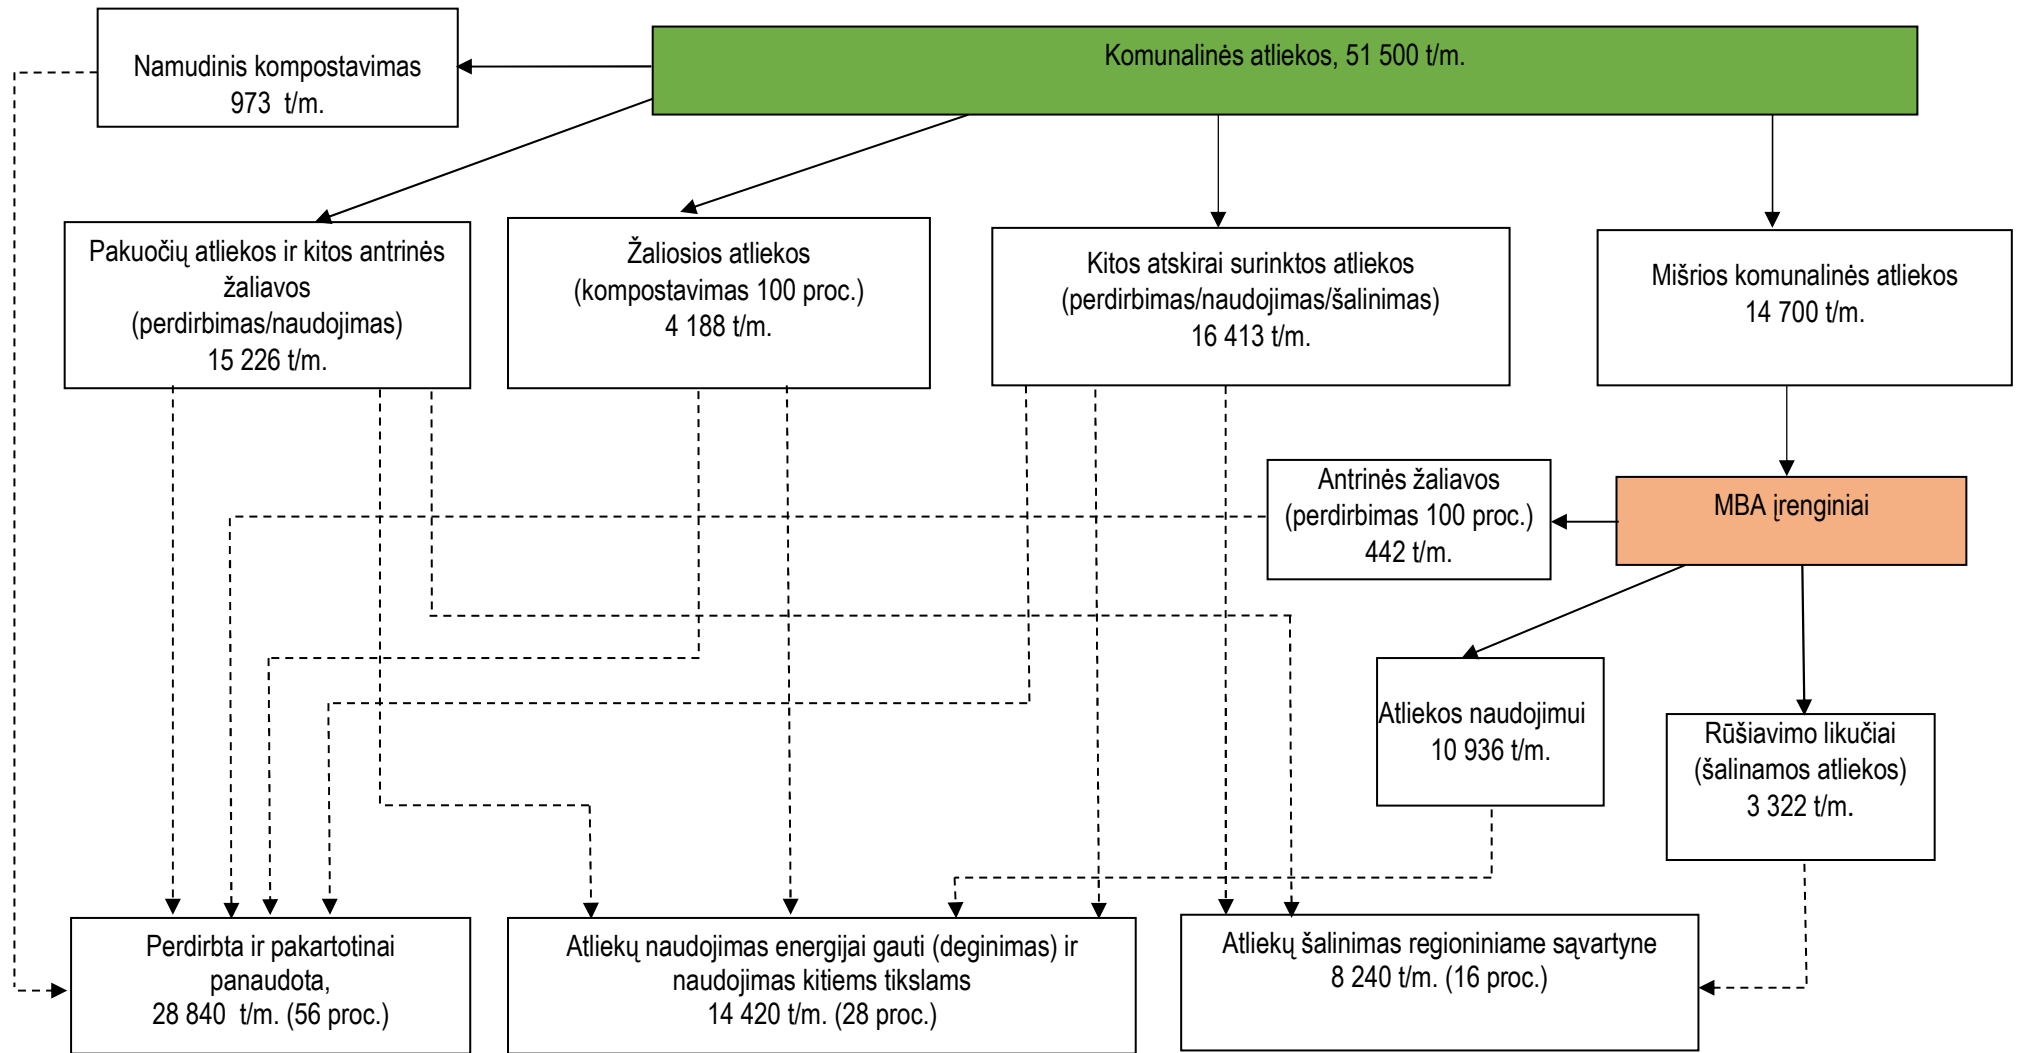 Namudinis kompostavimas
973 t/m.
Komunalinės atliekos, 51 500 t/m.
Pakuočių atliekos ir kitos antrinės
žaliavos
(perdirbimas/naudojimas)
15 226 t/m.
Žaliosios atliekos
(kompostavimas 100 proc.)
4 188 t/m.
Kitos atskirai surinktos atliekos
(perdirbimas/naudojimas/šalinimas)
16 413 t/m.
Mišrios komunalinės atliekos
14 700 t/m.
Antrinės žaliavos
(perdirbimas 100 proc.)
442 t/m.
MBA įrenginiai
Atliekos naudojimui
10 936 t/m.
Rūšiavimo likučiai
(šalinamos atliekos)
3 322 t/m.
Perdirbta ir pakartotinai
panaudota,
28 840 t/m. (56 proc.)
Atliekų naudojimas energijai gauti (deginimas) ir
naudojimas kitiems tikslams
14 420 t/m. (28 proc.)
Atliekų šalinimas regioniniame sąvartyne
8 240 t/m. (16 proc.)